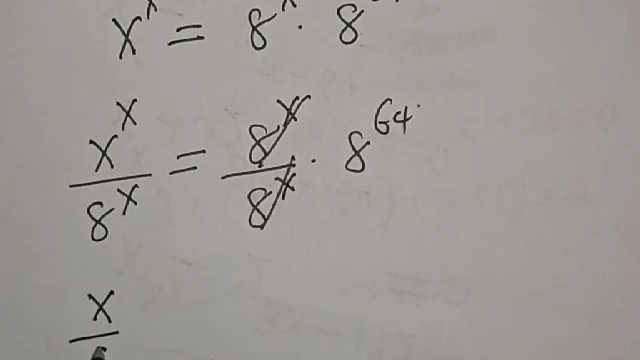 x^x = 8^x · 8
x^x / 8^x = 8^x / 8^x · 8^64
x